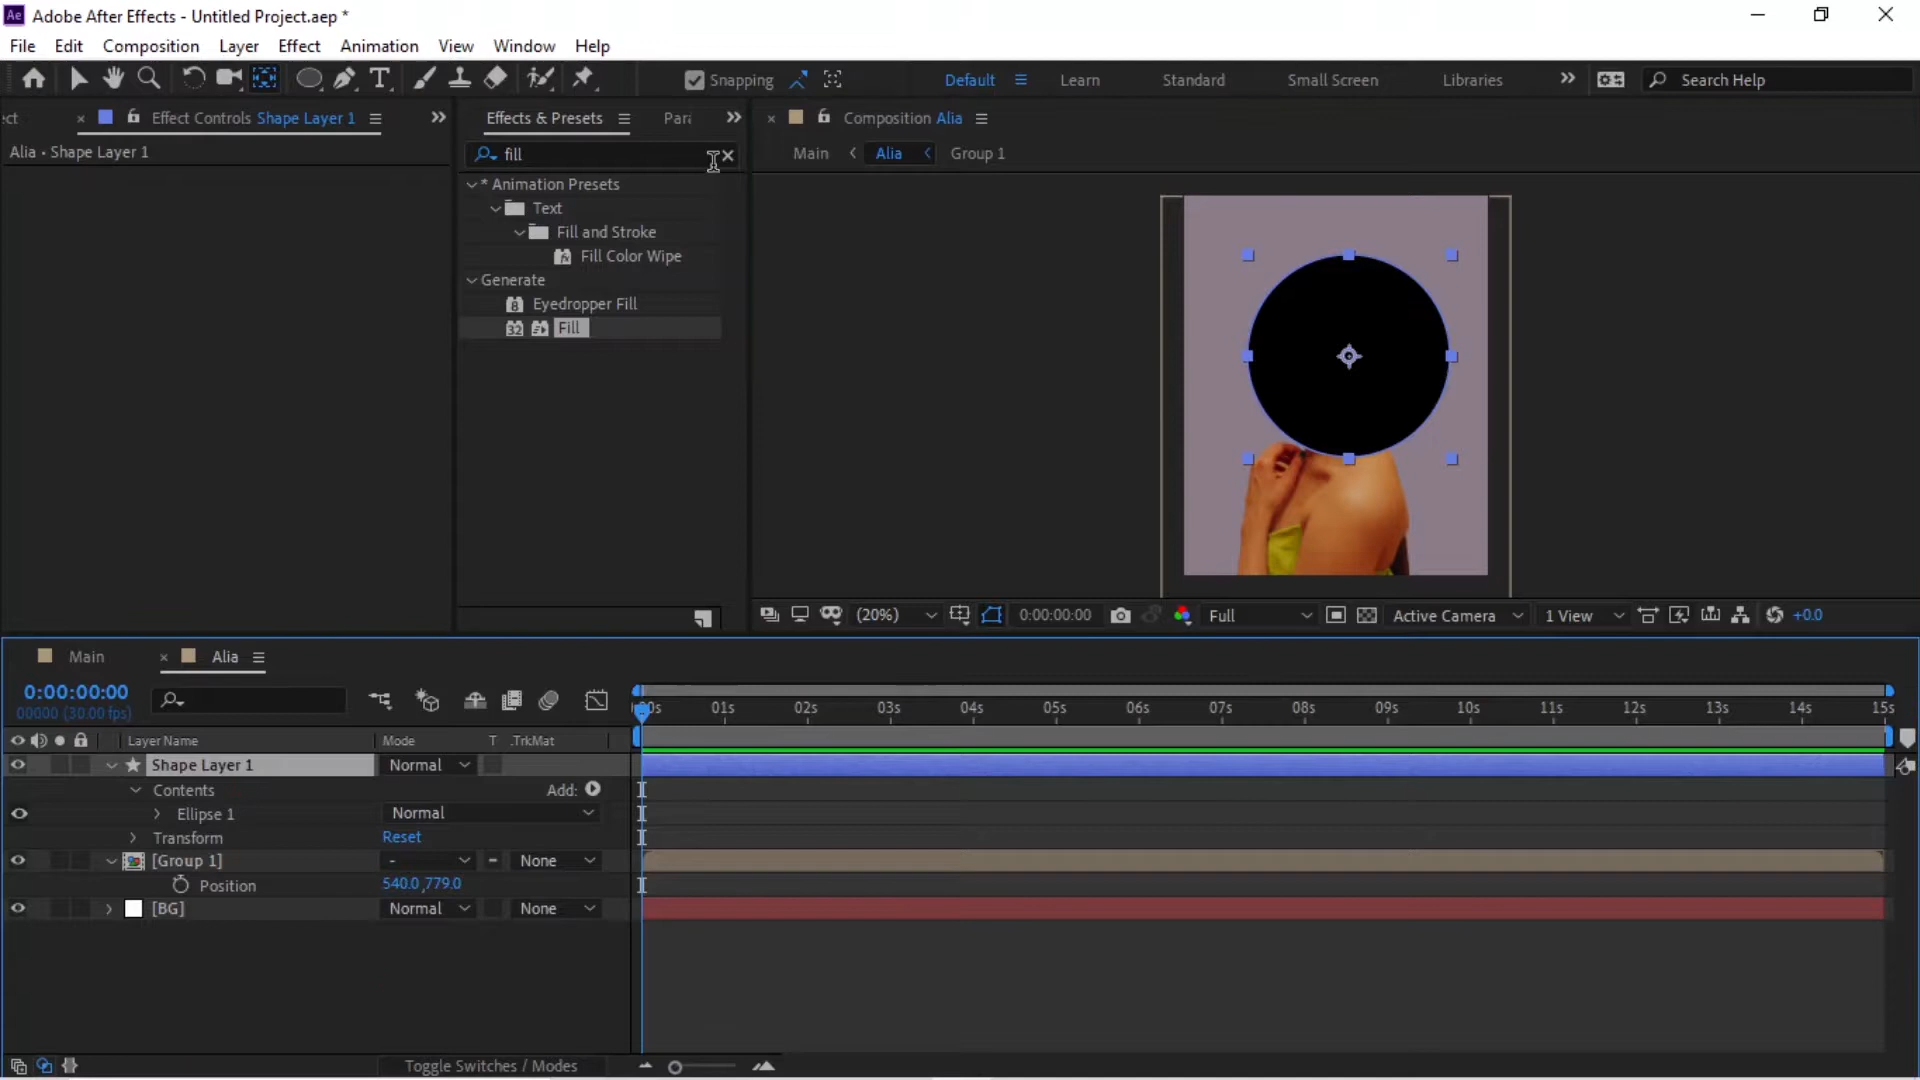 Adobe After Effects - Untitled Project.aep *
File Edit Composition Layer Effect Animation View Window Help
Snapping Default Learn Standard Small Screen Libraries Search Help
ect Effect Controls Shape Layer 1
Alia • Shape Layer 1
Effects & Presets Para
fill
* Animation Presets
Text
Fill and Stroke
Fill Color Wipe
Generate
Eyedropper Fill
Fill
Composition Alia
Main Alia Group 1
(20%) 0:00:00:00 Full Active Camera 1 View +0.0
Main Alia
0:00:00:00
00000 (30.00 fps)
00s 01s 02s 03s 04s 05s 06s 07s 08s 09s 10s 11s 12s 13s 14s 15s
Layer Name Mode T .TrkMat
Shape Layer 1 Normal
Contents Add:
Ellipse 1 Normal
Transform Reset
[Group 1] - None
Position 540.0,779.0
[BG] Normal None
Toggle Switches / Modes